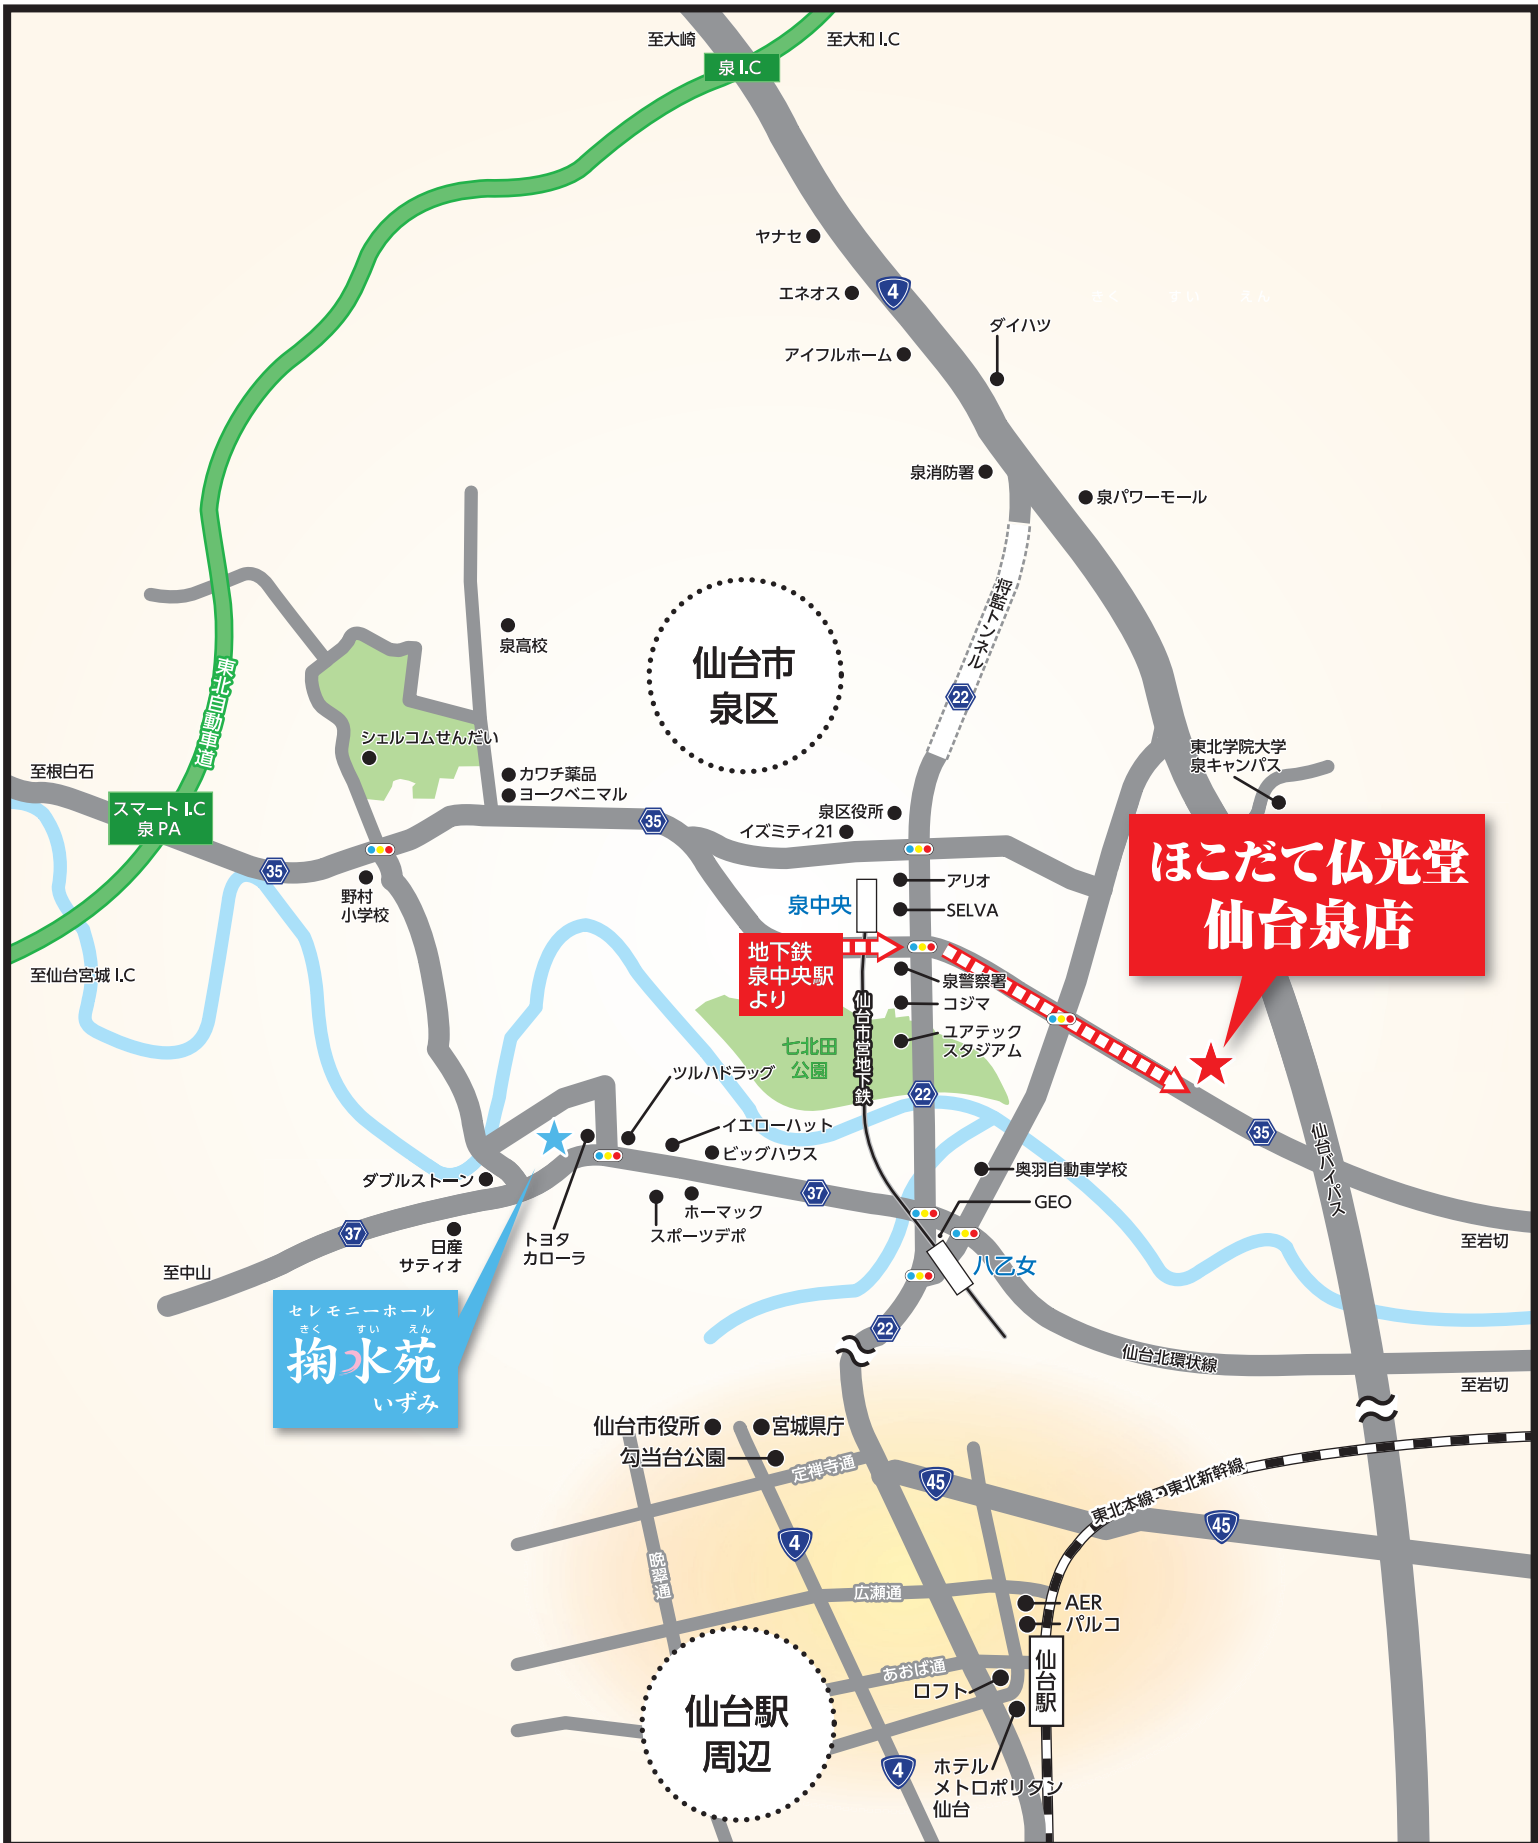 至大崎
至大和 I.C
泉 I.C
ヤナセ
エネオス
4
きく すい えん
ダイハツ
アイフルホーム
泉消防署
泉パワーモール
泉高校
仙台市
泉区
22
東北自動車道
シェルコムせんだい
東北学院大学
泉キャンパス
至根白石
カワチ薬品
ヨークベニマル
スマート I.C
泉 PA
35
泉区役所
イズミティ21
35
野村
小学校
アリオ
泉中央
SELVA
ほこだて仏光堂
仙台泉店
地下鉄
泉中央駅
より
至仙台宮城 I.C
泉警察署
コジマ
仙台市営地下鉄
七北田
公園
ユアテック
スタジアム
22
ツルハドラッグ
イエローハット
ビッグハウス
35
仙台バイパス
ダブルストーン
奥羽自動車学校
37
GEO
ホーマック
スポーツデポ
37
日産
サティオ
トヨタ
カローラ
至岩切
至中山
八乙女
セレモニーホール
きく すい えん
掬水苑
いずみ
22
仙台北環状線
至岩切
仙台市役所
宮城県庁
勾当台公園
定禅寺通
45
東北本線・東北新幹線
45
4
晩翠通
広瀬通
AER
パルコ
あおば通
ロフト
仙台駅
仙台駅
周辺
4
ホテル
メトロポリタン
仙台